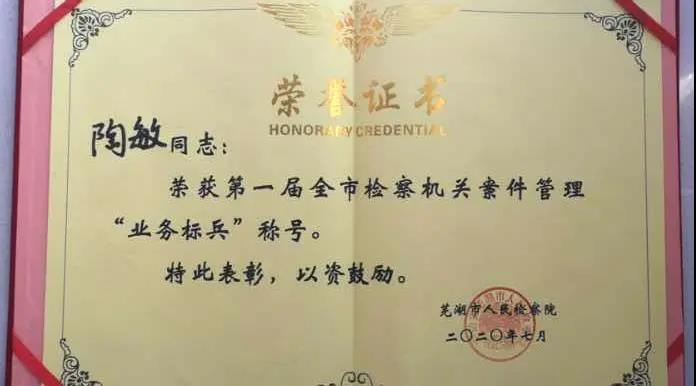 荣誉证书
HONORARY CREDENTIAL
陶敏同志：
荣获第一届全市检察机关案件管理
“业务标兵”称号。
特此表彰，以资鼓励。
芜湖市人民检察院
二〇二〇年七月